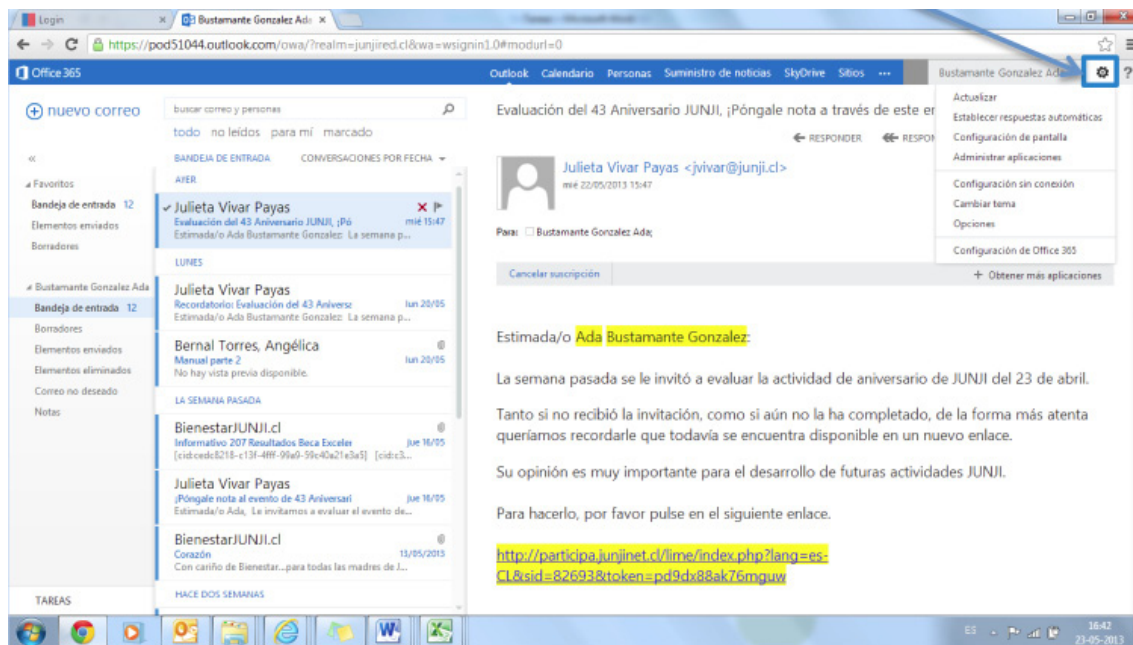 Login
Bustamante Gonzalez Ada
https://pod51044.outlook.com/owa/?realm=junjired.cl&wa=wsignin1.0#modurl=0
Office 365
Outlook Calendario Personas Suministro de noticias SkyDrive Sitios ··· Bustamante Gonzalez Ada ?
nuevo correo
«
Favoritos
Bandeja de entrada 12
Elementos enviados
Borradores
Bustamante Gonzalez Ada
Bandeja de entrada 12
Borradores
Elementos enviados
Elementos eliminados
Correo no deseado
Notas
TAREAS
buscar correo y personas
todo no leídos para mí marcado
BANDEJA DE ENTRADA CONVERSACIONES POR FECHA
AYER
Julieta Vivar Payas
Evaluación del 43 Aniversario JUNJI, ¡Pó mié 15:47
Estimada/o Ada Bustamante Gonzalez: La semana p...
LUNES
Julieta Vivar Payas
Recordatorio: Evaluación del 43 Aniversa lun 20/05
Estimada/o Ada Bustamante Gonzalez: La semana p...
Bernal Torres, Angélica
Manual parte 2 lun 20/05
No hay vista previa disponible.
LA SEMANA PASADA
BienestarJUNJI.cl
Informativo 207 Resultados Beca Exceler jue 16/05
Julieta Vivar Payas
¡Póngale nota al evento de 43 Aniversari jue 16/05
Estimada/o Ada, Le invitamos a evaluar el evento de...
BienestarJUNJI.cl
Corazón 13/05/2013
Con cariño de Bienestar...para todas las madres de J...
HACE DOS SEMANAS
Evaluación del 43 Aniversario JUNJI, ¡Póngale nota a través de este er
RESPONDER RESPON
Julieta Vivar Payas <jvivar@junji.cl>
mié 22/05/2013 15:47
Para: Bustamante Gonzalez Ada;
Cancelar suscripción + Obtener más aplicaciones
Actualizar
Establecer respuestas automáticas
Configuración de pantalla
Administrar aplicaciones
Configuración sin conexión
Cambiar tema
Opciones
Configuración de Office 365
Estimada/o Ada Bustamante Gonzalez:
La semana pasada se le invitó a evaluar la actividad de aniversario de JUNJI del 23 de abril.
Tanto si no recibió la invitación, como si aún no la ha completado, de la forma más atenta
queríamos recordarle que todavía se encuentra disponible en un nuevo enlace.
Su opinión es muy importante para el desarrollo de futuras actividades JUNJI.
Para hacerlo, por favor pulse en el siguiente enlace.
http://participa.junjinet.cl/lime/index.php?lang=es-
CL&sid=82693&token=pd9dx88ak76mguw
ES
16:42
23-05-2013